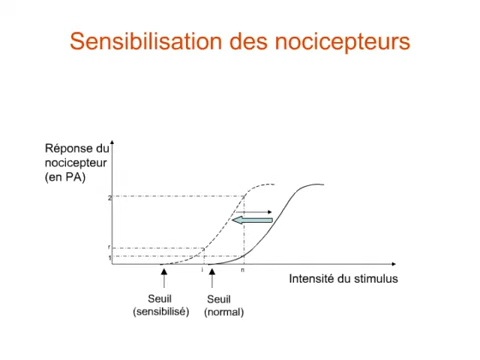 Sensibilisation des nocicepteurs
Réponse du
nocicepteur
(en PA)
2
r
1
i
n
Intensité du stimulus
Seuil
(sensibilisé)
Seuil
(normal)